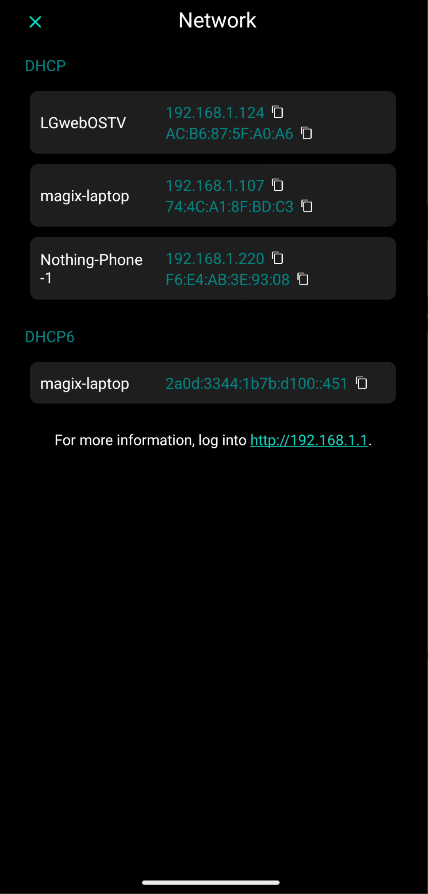 Network
DHCP
LGwebOSTV
192.168.1.124
AC:B6:87:5F:A0:A6
magix-laptop
192.168.1.107
74:4C:A1:8F:BD:C3
Nothing-Phone
-1
192.168.1.220
F6:E4:AB:3E:93:08
DHCP6
magix-laptop
2a0d:3344:1b7b:d100::451
For more information, log into http://192.168.1.1.